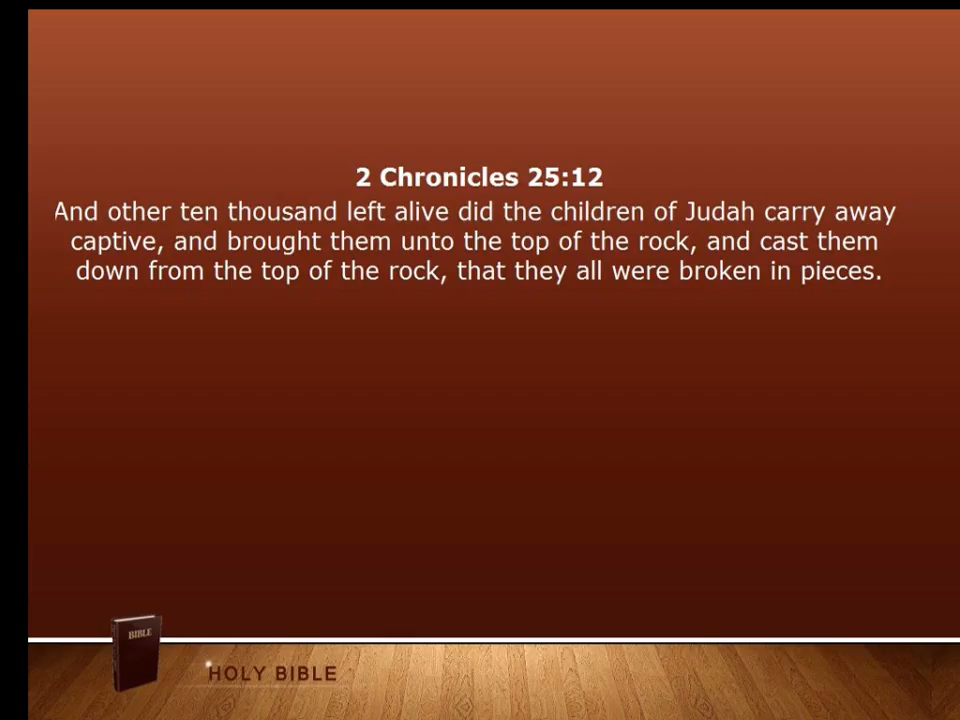 2 Chronicles 25:12
And other ten thousand left alive did the children of Judah carry away
captive, and brought them unto the top of the rock, and cast them
down from the top of the rock, that they all were broken in pieces.
BIBLE
HOLY BIBLE